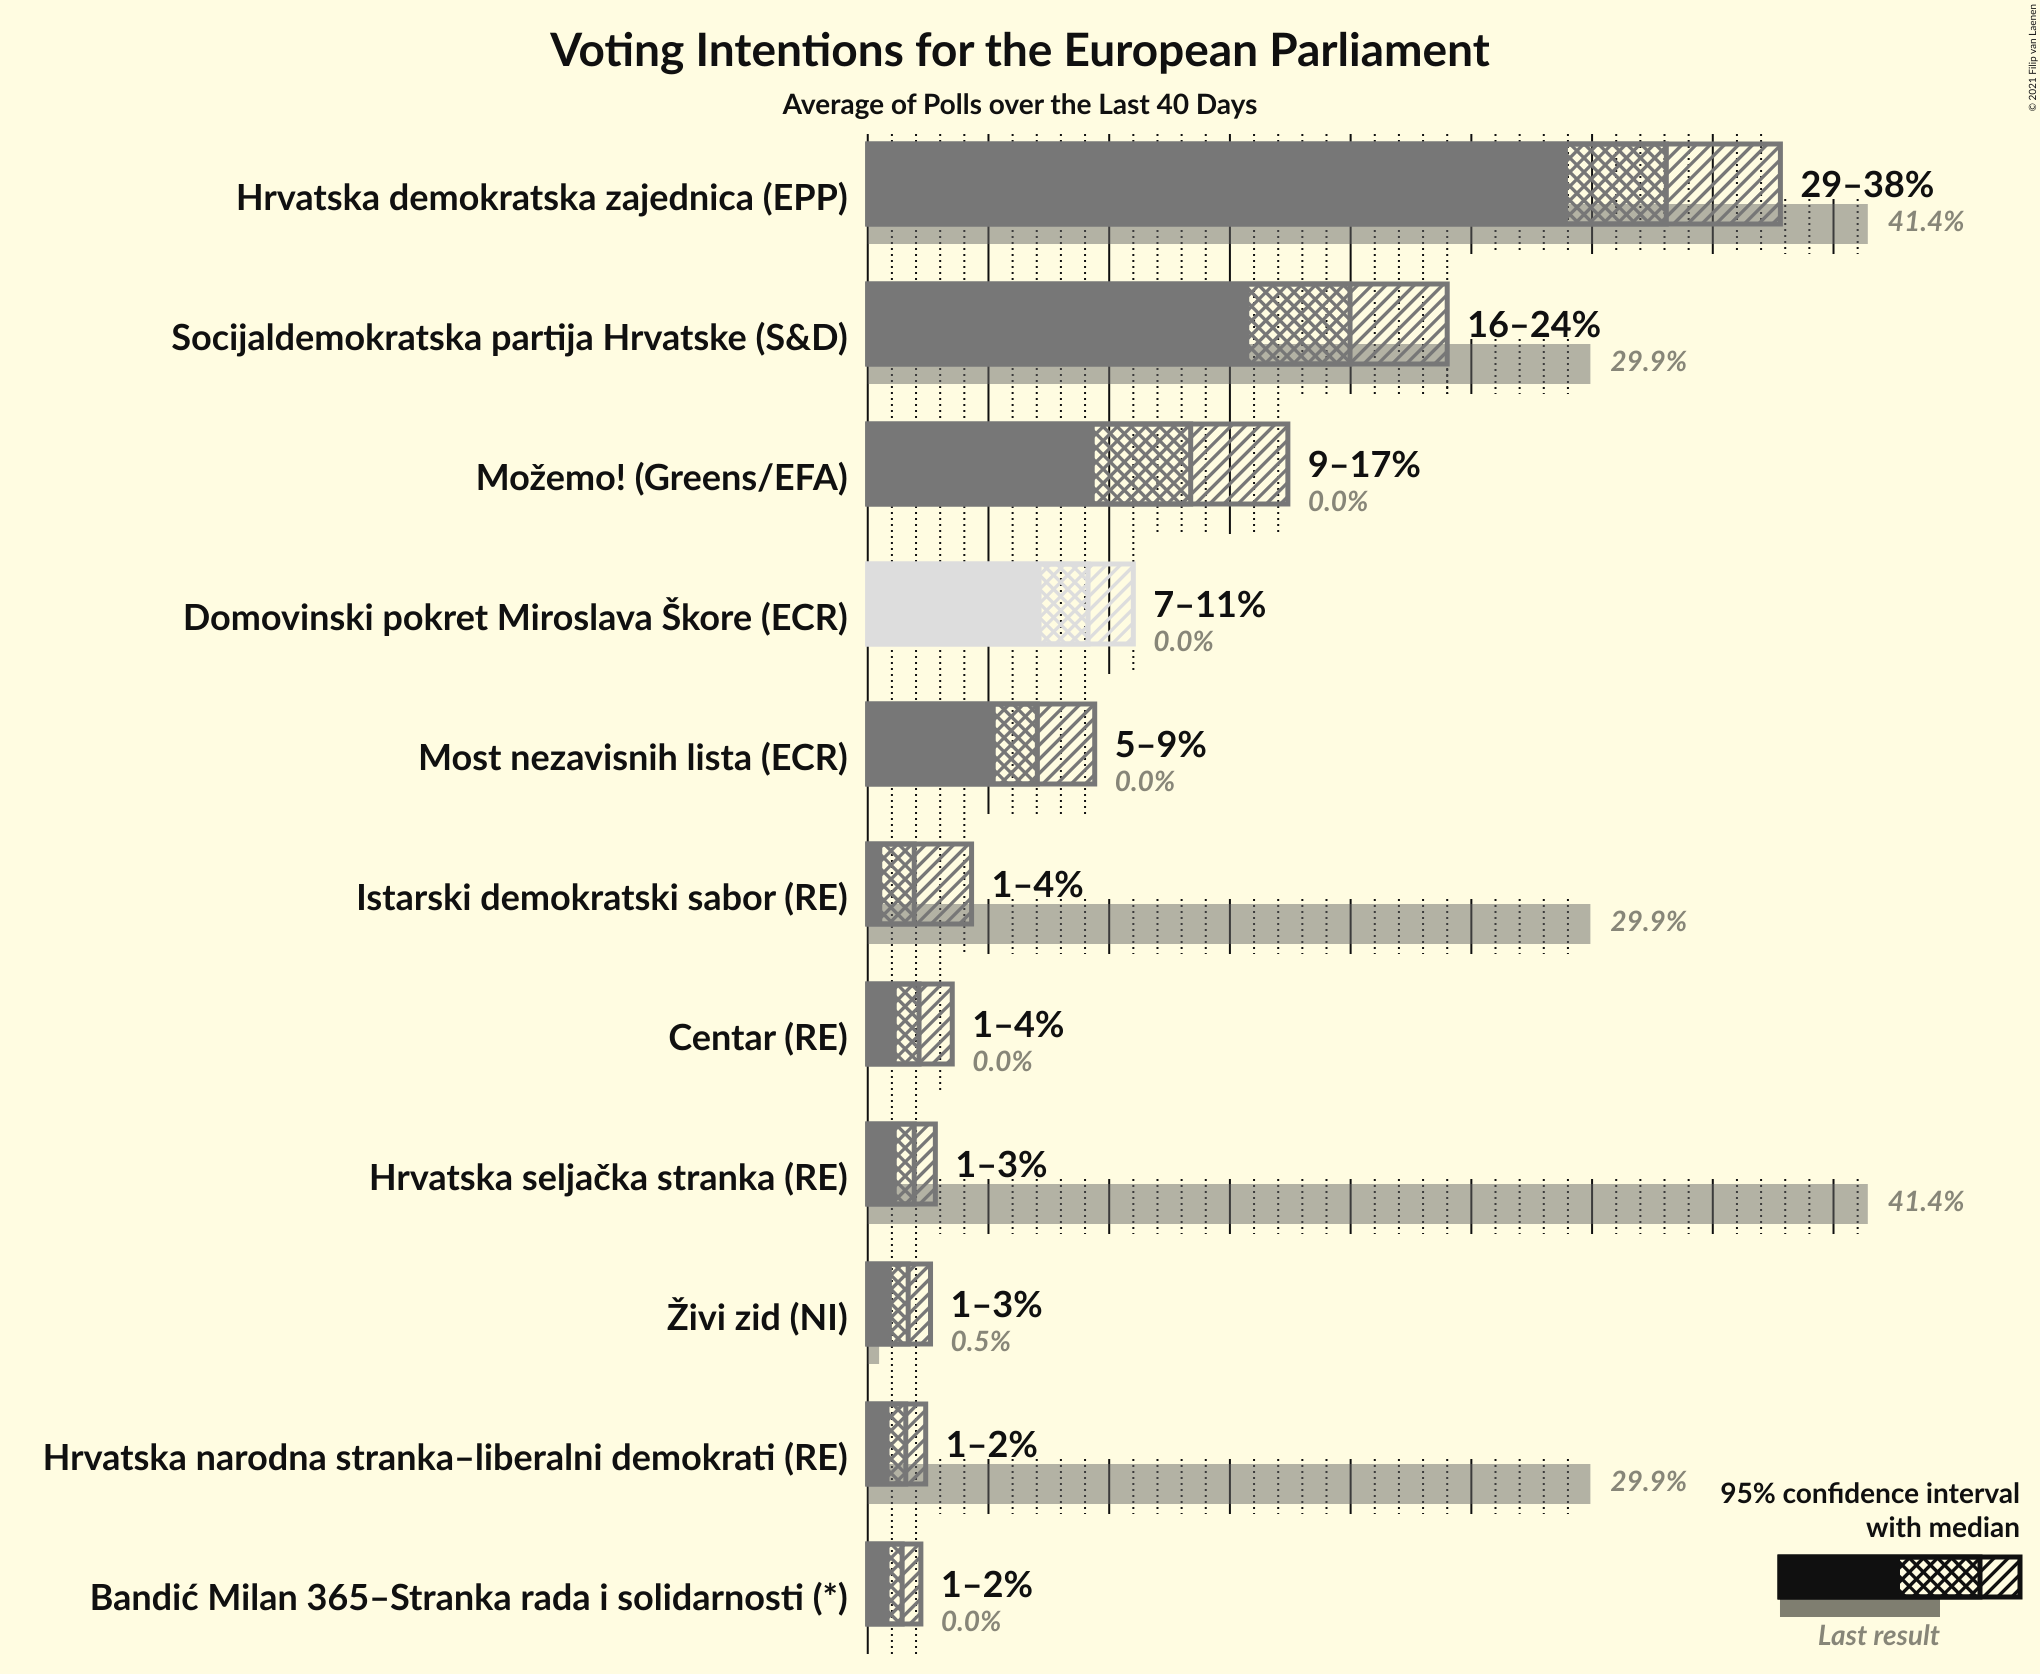 Voting Intentions for the European Parliament
Average of Polls over the Last 40 Days
© 2021 Filip van Laenen
Hrvatska demokratska zajednica (EPP)
29–38%
41.4%
Socijaldemokratska partija Hrvatske (S&D)
16–24%
29.9%
Možemo! (Greens/EFA)
9–17%
0.0%
Domovinski pokret Miroslava Škore (ECR)
7–11%
0.0%
Most nezavisnih lista (ECR)
5–9%
0.0%
Istarski demokratski sabor (RE)
1–4%
29.9%
Centar (RE)
1–4%
0.0%
Hrvatska seljačka stranka (RE)
1–3%
41.4%
Živi zid (NI)
1–3%
0.5%
Hrvatska narodna stranka–liberalni demokrati (RE)
1–2%
29.9%
Bandić Milan 365–Stranka rada i solidarnosti (*)
1–2%
0.0%
95% confidence interval
with median
Last result